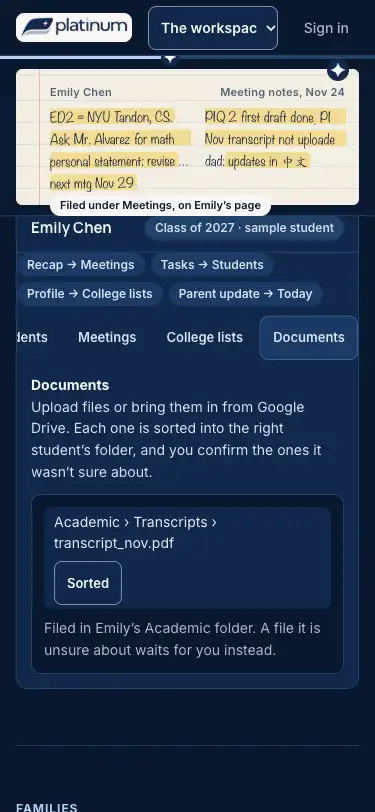 platinum
The workspac
Sign in
Emily Chen
Meeting notes, Nov 24
ED2 = NYU Tandon, CS.
Ask Mr. Alvarez for math
personal statement: revise ...
next mtg Nov 29
PIQ 2 first draft done, PI
Nov transcript not uploade
dad: updates in 中文
Filed under Meetings, on Emily’s page
Emily Chen
Class of 2027 · sample student
Recap → Meetings
Tasks → Students
Profile → College lists
Parent update → Today
dents
Meetings
College lists
Documents
Documents
Upload files or bring them in from Google
Drive. Each one is sorted into the right
student’s folder, and you confirm the ones it
wasn’t sure about.
Academic › Transcripts ›
transcript_nov.pdf
Sorted
Filed in Emily’s Academic folder. A file it is
unsure about waits for you instead.
FAMILIES